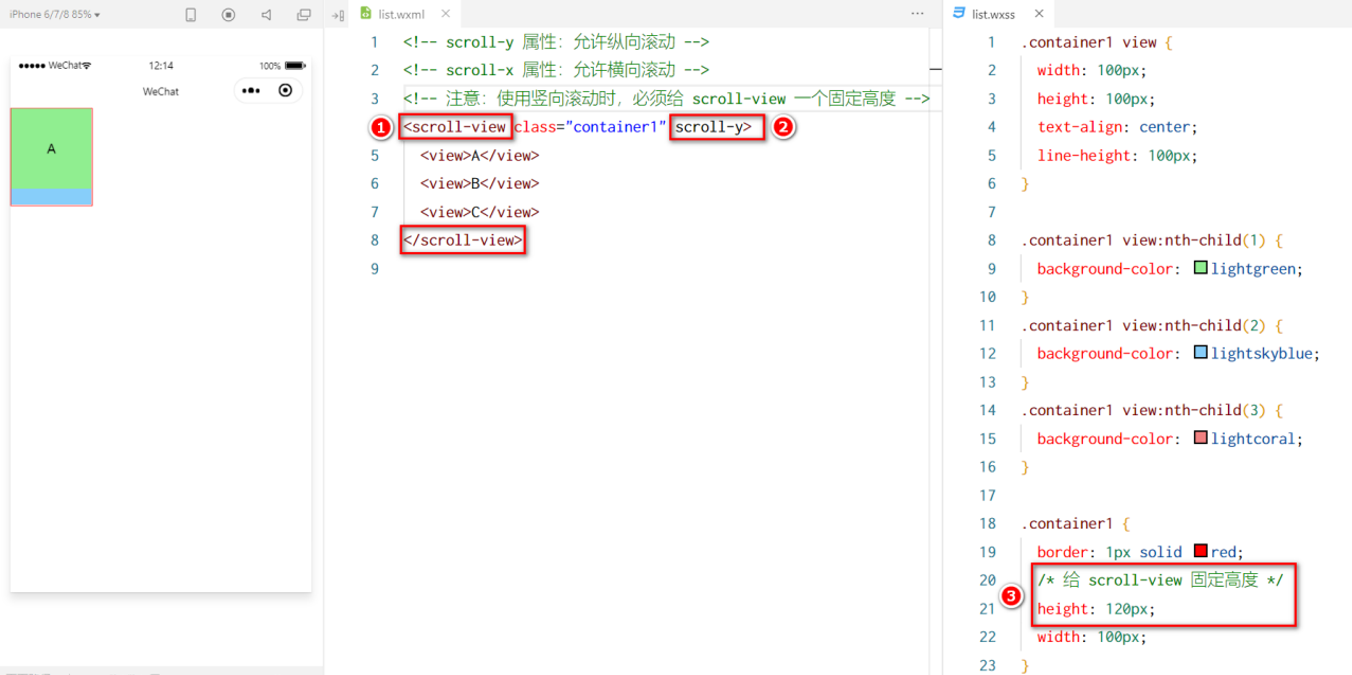 iPhone 6/7/8 85%
WeChat
12:14
100%
WeChat
A
list.wxml
1 <!-- scroll-y 属性：允许纵向滚动 -->
2 <!-- scroll-x 属性：允许横向滚动 -->
3 <!-- 注意：使用竖向滚动时，必须给 scroll-view 一个固定高度 -->
1 <scroll-view class="container1" scroll-y> 2
5 <view>A</view>
6 <view>B</view>
7 <view>C</view>
8 </scroll-view>
9
list.wxss
1 .container1 view {
2 width: 100px;
3 height: 100px;
4 text-align: center;
5 line-height: 100px;
6 }
7
8 .container1 view:nth-child(1) {
9 background-color: lightgreen;
10 }
11 .container1 view:nth-child(2) {
12 background-color: lightskyblue;
13 }
14 .container1 view:nth-child(3) {
15 background-color: lightcoral;
16 }
17
18 .container1 {
19 border: 1px solid red;
20 /* 给 scroll-view 固定高度 */
3
21 height: 120px;
22 width: 100px;
23 }